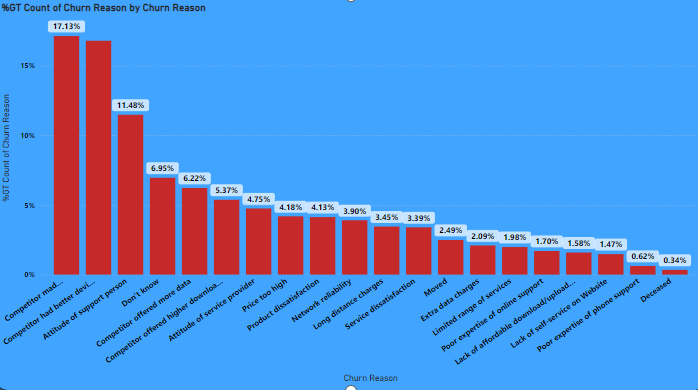 %GT Count of Churn Reason by Churn Reason
%GT Count of Churn Reason
15%
10%
5%
0%
17.13%
11.48%
6.95%
6.22%
5.37%
4.75%
4.18%
4.13%
3.90%
3.45%
3.39%
2.49%
2.09%
1.98%
1.70%
1.58%
1.47%
0.62%
0.34%
Competitor mad...
Competitor had better devi...
Attitude of support person
Don't know
Competitor offered more data
Competitor offered higher downloa...
Attitude of service provider
Price too high
Product dissatisfaction
Network reliability
Long distance charges
Service dissatisfaction
Moved
Extra data charges
Limited range of services
Poor expertise of online support
Lack of affordable download/upload...
Lack of self-service on Website
Poor expertise of phone support
Deceased
Churn Reason